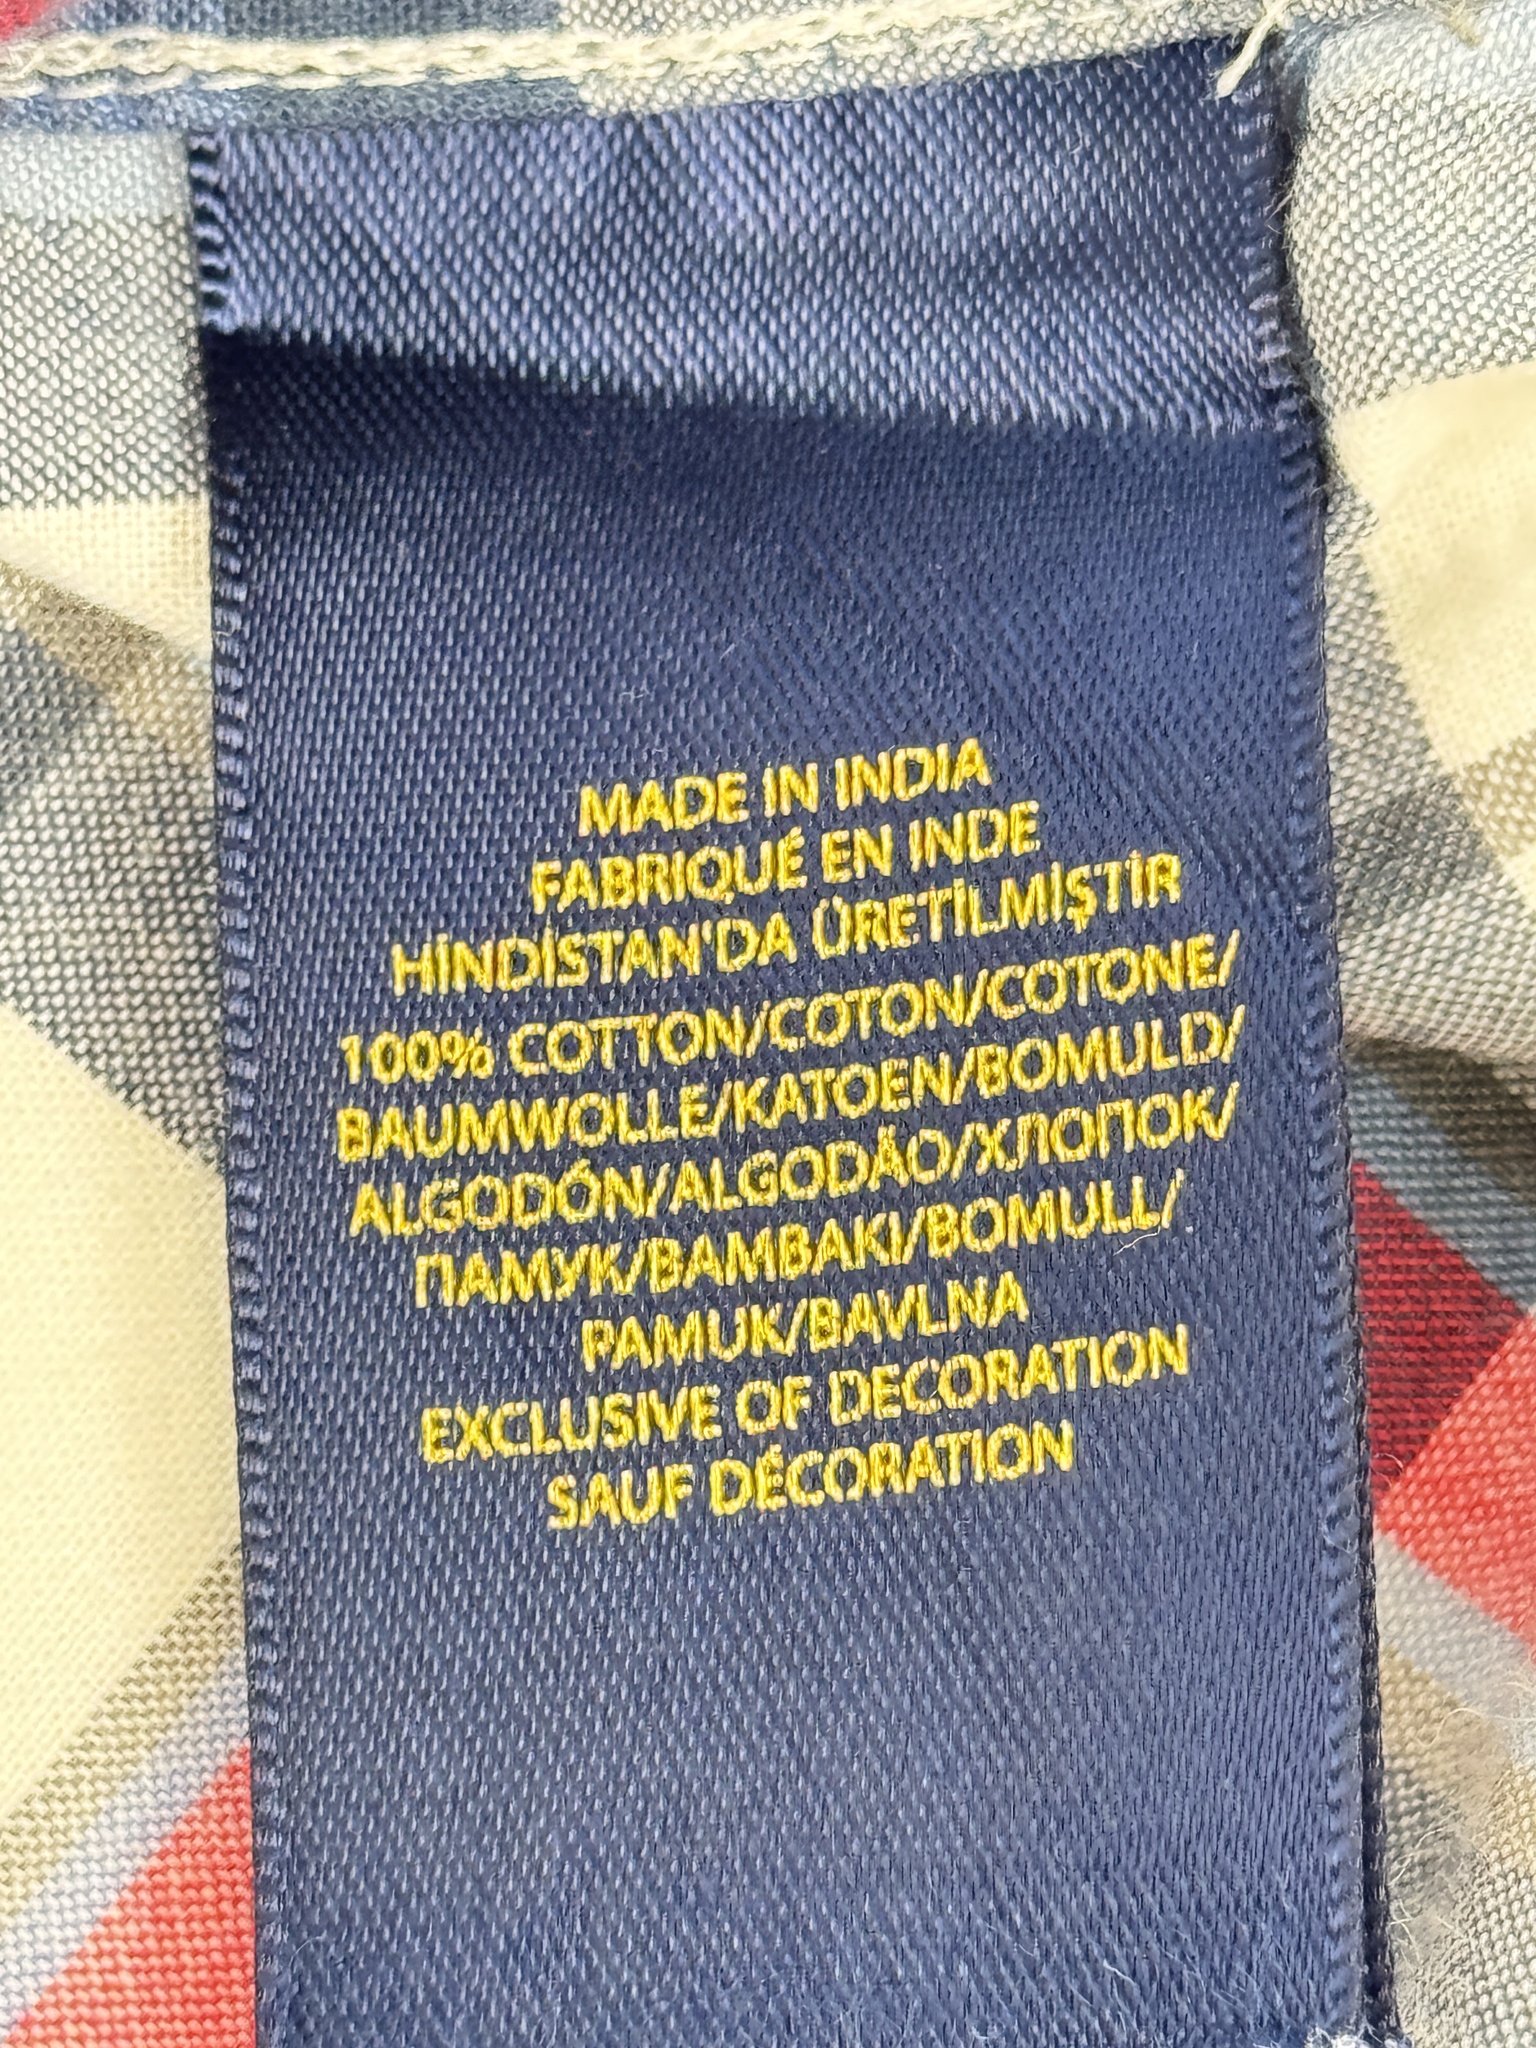 MADE IN INDIA
FABRIQUÉ EN INDE
HİNDİSTAN'DA ÜRETİLMİŞTİR
100% COTTON/COTON/COTONE/
BAUMWOLLE/KATOEN/BOMULD/
ALGODÓN/ALGODÃO/ХЛОПОК/
ПАМУК/BAMBAKI/BOMULL/
PAMUK/BAVLNA
EXCLUSIVE OF DECORATION
SAUF DÉCORATION